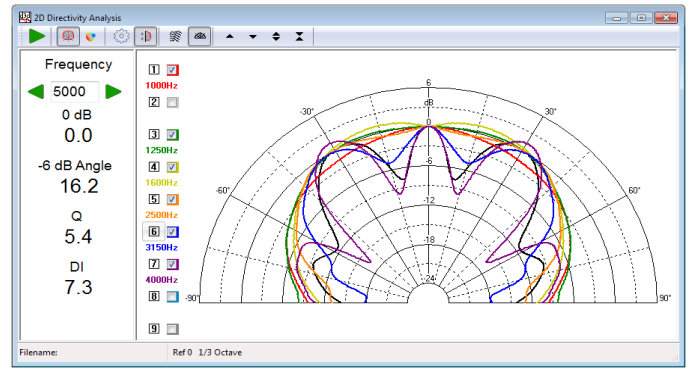 2D Directivity Analysis
Frequency
5000
0 dB
0.0
-6 dB Angle
16.2
Q
5.4
DI
7.3
1
1000Hz
2
3
1250Hz
4
1600Hz
5
2500Hz
6
3150Hz
7
4000Hz
8
9
6
dB
0
-6
-12
-18
-24
-30°
30°
-60°
60°
-90°
90°
Filename:
Ref 0 1/3 Octave